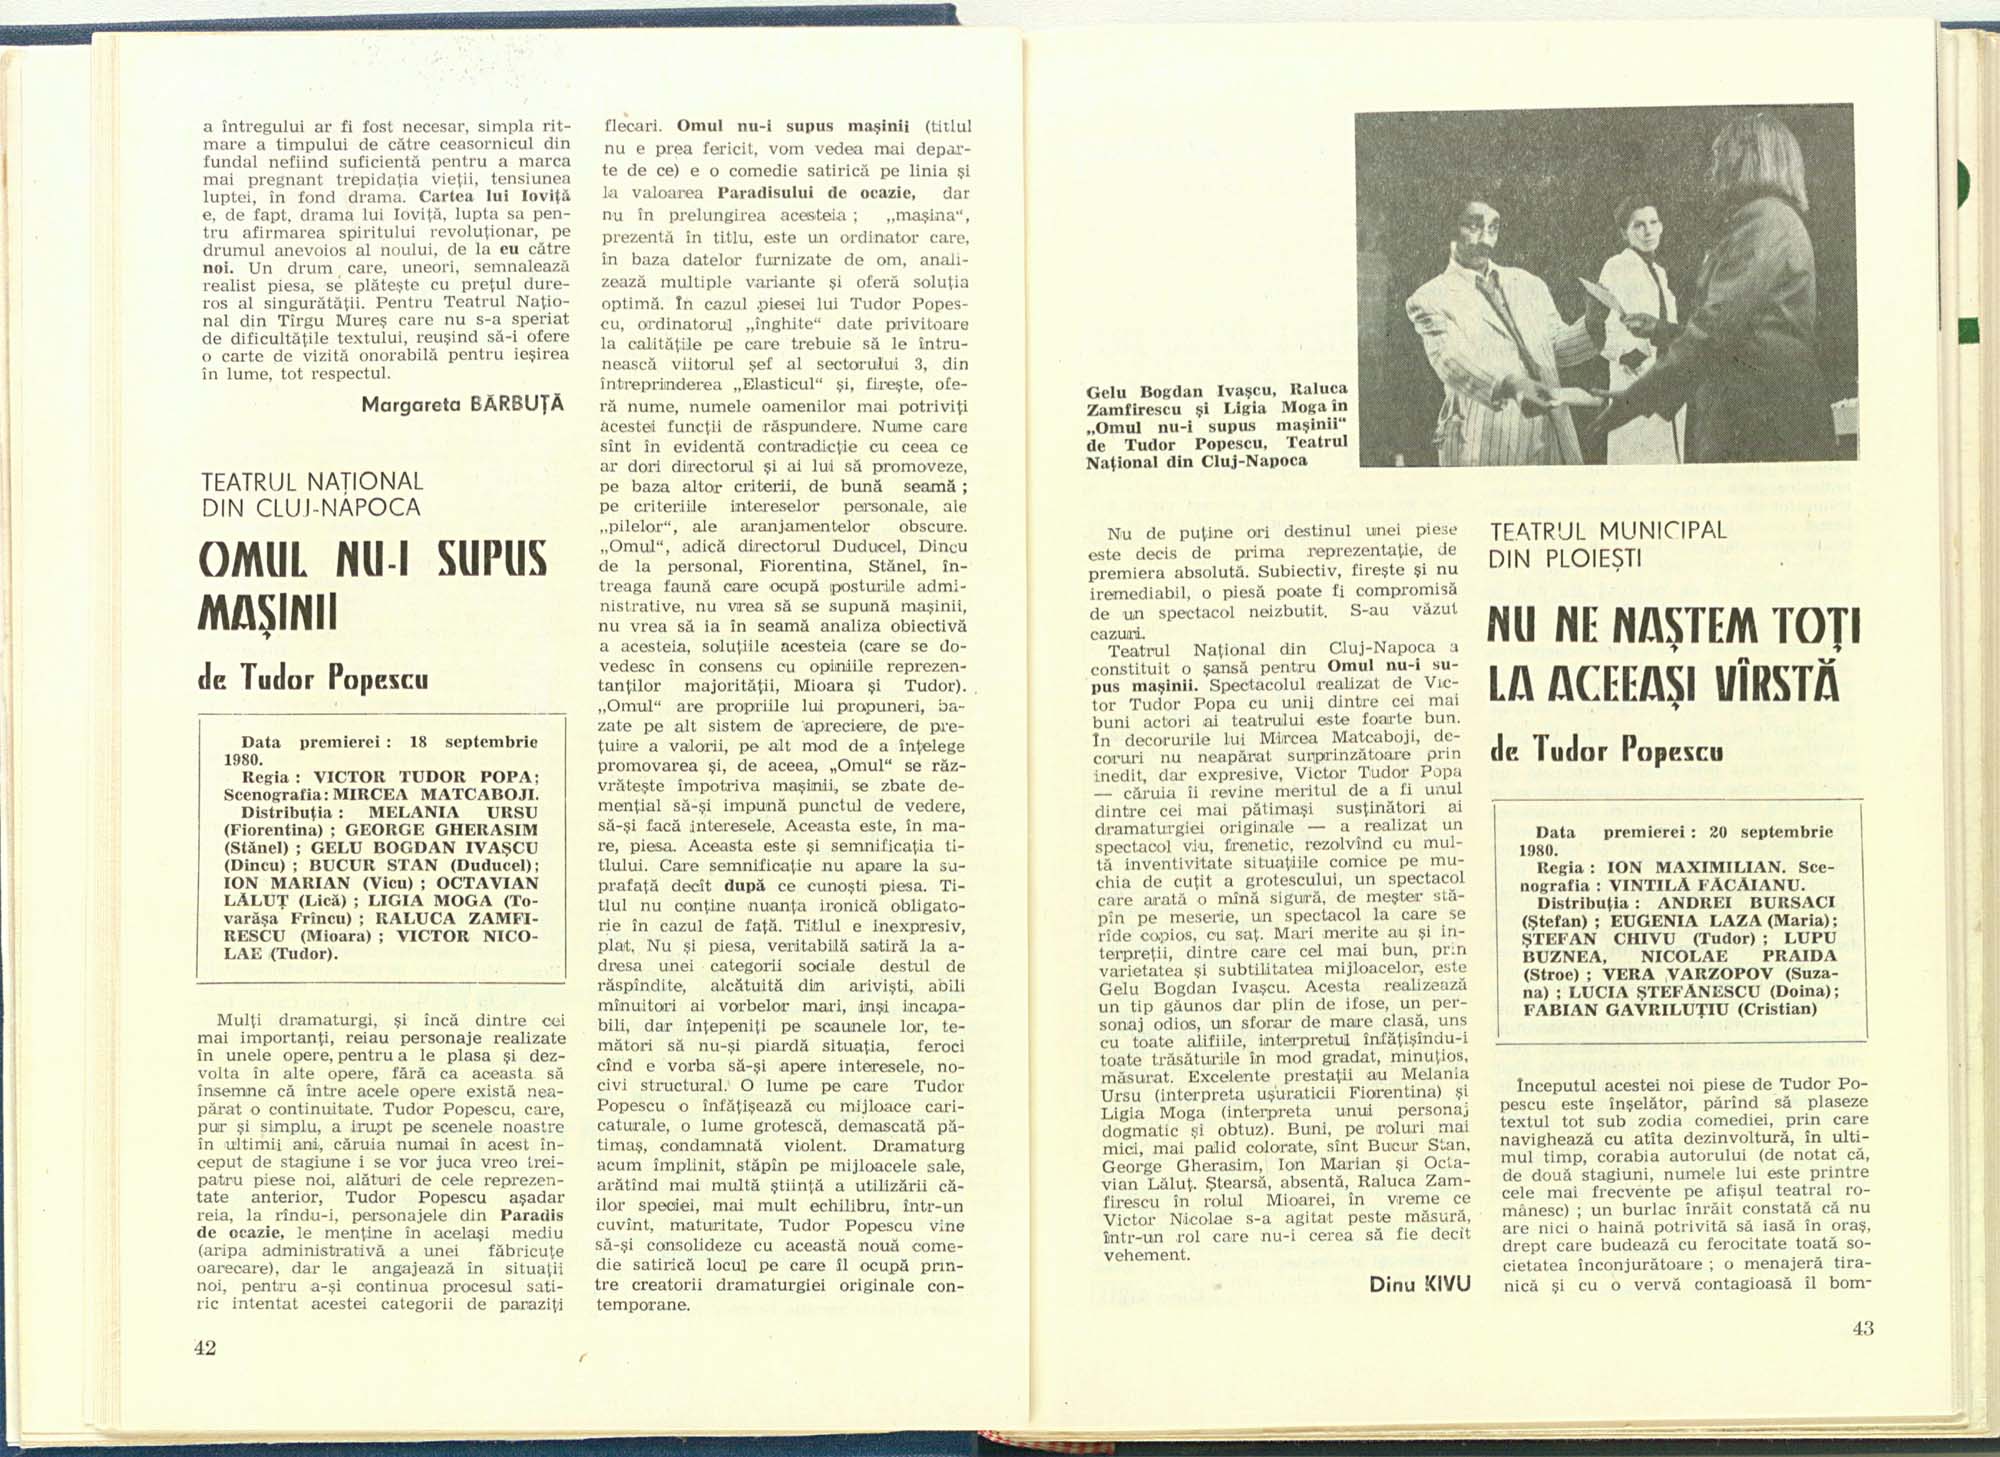 a întregului ar fi fost necesar, simpla rit-
mare a timpului de către ceasornicul din
fundal nefiind suficientă pentru a marca
mai pregnant trepidația vieții, tensiunea
luptei, în fond drama. Cartea lui Ioviță
e, de fapt, drama lui Ioviță, lupta sa pen-
tru afirmarea spiritului revoluționar, pe
drumul anevoios al noului, de la eu către
noi. Un drum care, uneori, semnalează
realist piesa, se plătește cu prețul dure-
ros al singurătății. Pentru Teatrul Națio-
nal din Tîrgu Mureș care nu s-a speriat
de dificultățile textului, reușind să-i ofere
o carte de vizită onorabilă pentru ieșirea
în lume, tot respectul.
Margareta BĂRBUȚĂ
TEATRUL NAȚIONAL
DIN CLUJ-NAPOCA
OMUL NU-I SUPUS
MAȘINII
de Tudor Popescu
Data premierei : 18 septembrie
1980.
Regia : VICTOR TUDOR POPA;
Scenografia: MIRCEA MATCABOJI.
Distribuția : MELANIA URSU
(Fiorentina) ; GEORGE GHERASIM
(Stănel) ; GELU BOGDAN IVAȘCU
(Dincu) ; BUCUR STAN (Duducel);
ION MARIAN (Vicu) ; OCTAVIAN
LĂLUȚ (Lică) ; LIGIA MOGA (To-
varășa Frîncu) ; RALUCA ZAMFI-
RESCU (Mioara) ; VICTOR NICO-
LAE (Tudor).
Mulți dramaturgi, și încă dintre cei
mai importanți, reiau personaje realizate
în unele opere, pentru a le plasa și dez-
volta în alte opere, fără ca aceasta să
însemne că între acele opere există nea-
părat o continuitate. Tudor Popescu, care,
pur și simplu, a irupt pe scenele noastre
în ultimii ani, căruia numai în acest în-
ceput de stagiune i se vor juca vreo trei-
patru piese noi, alături de cele reprezen-
tate anterior, Tudor Popescu așadar
reia, la rîndu-i, personajele din Paradis
de ocazie, le menține în același mediu
(aripa administrativă a unei făbricuțe
oarecare), dar le angajează în situații
noi, pentru a-și continua procesul sati-
ric intentat acestei categorii de paraziți
42
flecari. Omul nu-i supus mașinii (titlul
nu e prea fericit, vom vedea mai depar-
te de ce) e o comedie satirică pe linia și
la valoarea Paradisului de ocazie, dar
nu în prelungirea acesteia ; „mașina“,
prezentă în titlu, este un ordinator care,
în baza datelor furnizate de om, anali-
zează multiple variante și oferă soluția
optimă. În cazul piesei lui Tudor Popes-
cu, ordinatorul „înghite“ date privitoare
la calitățile pe care trebuie să le întru-
nească viitorul șef al sectorului 3, din
întreprinderea „Elasticul“ și, firește, ofe-
ră nume, numele oamenilor mai potriviți
acestei funcții de răspundere. Nume care
sînt în evidentă contradicție cu ceea ce
ar dori directorul și ai lui să promoveze,
pe baza altor criterii, de bună seamă ;
pe criteriile intereselor personale, ale
„pilelor“, ale aranjamentelor obscure.
„Omul“, adică directorul Duducel, Dincu
de la personal, Fiorentina, Stănel, în-
treaga faună care ocupă posturile admi-
nistrative, nu vrea să se supună mașinii,
nu vrea să ia în seamă analiza obiectivă
a acesteia, soluțiile acesteia (care se do-
vedesc în consens cu opiniile reprezen-
tanților majorității, Mioara și Tudor).
„Omul“ are propriile lui propuneri, ba-
zate pe alt sistem de apreciere, de pre-
țuire a valorii, pe alt mod de a înțelege
promovarea și, de aceea, „Omul“ se răz-
vrătește împotriva mașinii, se zbate de-
mențial să-și impună punctul de vedere,
să-și facă interesele. Aceasta este, în ma-
re, piesa. Aceasta este și semnificația ti-
tlului. Care semnificație nu apare la su-
prafață decît după ce cunoști piesa. Ti-
tlul nu conține nuanța ironică obligato-
rie în cazul de față. Titlul e inexpresiv,
plat. Nu și piesa, veritabilă satiră la a-
dresa unei categorii sociale destul de
răspîndite, alcătuită din ariviști, abili
mînuitori ai vorbelor mari, inși incapa-
bili, dar înțepeniți pe scaunele lor, te-
mători să nu-și piardă situația, feroci
cînd e vorba să-și apere interesele, no-
civi structural. O lume pe care Tudor
Popescu o înfățișează cu mijloace cari-
caturale, o lume grotescă, demascată pă-
timaș, condamnată violent. Dramaturg
acum împlinit, stăpîn pe mijloacele sale,
arătînd mai multă știință a utilizării că-
ilor speciei, mai mult echilibru, într-un
cuvînt, maturitate, Tudor Popescu vine
să-și consolideze cu această nouă come-
die satirică locul pe care îl ocupă prin-
tre creatorii dramaturgiei originale con-
temporane.
Gelu Bogdan Ivașcu, Raluca
Zamfirescu și Ligia Moga în
„Omul nu-i supus mașinii“
de Tudor Popescu, Teatrul
Național din Cluj-Napoca
Nu de puține ori destinul unei piese
este decis de prima reprezentație, de
premiera absolută. Subiectiv, firește și nu
iremediabil, o piesă poate fi compromisă
de un spectacol neizbutit. S-au văzut
cazuri.
Teatrul Național din Cluj-Napoca a
constituit o șansă pentru Omul nu-i su-
pus mașinii. Spectacolul realizat de Vic-
tor Tudor Popa cu unii dintre cei mai
buni actori ai teatrului este foarte bun.
În decorurile lui Mircea Matcaboji, de-
coruri nu neapărat surprinzătoare prin
inedit, dar expresive, Victor Tudor Popa
— căruia îi revine meritul de a fi unul
dintre cei mai pătimași susținători ai
dramaturgiei originale — a realizat un
spectacol viu, frenetic, rezolvînd cu mul-
tă inventivitate situațiile comice pe mu-
chia de cuțit a grotescului, un spectacol
care arată o mînă sigură, de meșter stă-
pîn pe meserie, un spectacol la care se
rîde copios, cu saț. Mari merite au și in-
terpreții, dintre care cel mai bun, prin
varietatea și subtilitatea mijloacelor, este
Gelu Bogdan Ivașcu. Acesta realizează
un tip găunos dar plin de ifose, un per-
sonaj odios, un sforar de mare clasă, uns
cu toate alifiile, interpretul înfățișîndu-i
toate trăsăturile în mod gradat, minuțios,
măsurat. Excelente prestații au Melania
Ursu (interpreta ușuraticii Fiorentina) și
Ligia Moga (interpreta unui personaj
dogmatic și obtuz). Buni, pe roluri mai
mici, mai palid colorate, sînt Bucur Stan,
George Gherasim, Ion Marian și Octa-
vian Lăluț. Ștearsă, absentă, Raluca Zam-
firescu în rolul Mioarei, în vreme ce
Victor Nicolae s-a agitat peste măsură,
într-un rol care nu-i cerea să fie decît
vehement.
Dinu KIVU
TEATRUL MUNICIPAL
DIN PLOIEȘTI
NU NE NAȘTEM TOȚI
LA ACEEAȘI VÎRSTĂ
de Tudor Popescu
Data premierei : 20 septembrie
1980.
Regia : ION MAXIMILIAN. Sce-
nografia : VINTILĂ FĂCĂIANU.
Distribuția : ANDREI BURSACI
(Ștefan) ; EUGENIA LAZA (Maria);
ȘTEFAN CHIVU (Tudor) ; LUPU
BUZNEA, NICOLAE PRAIDA
(Stroe) ; VERA VARZOPOV (Suza-
na) ; LUCIA ȘTEFĂNESCU (Doina);
FABIAN GAVRILUȚIU (Cristian)
Începutul acestei noi piese de Tudor Po-
pescu este înșelător, părînd să plaseze
textul tot sub zodia comediei, prin care
navighează cu atîta dezinvoltură, în ulti-
mul timp, corabia autorului (de notat că,
de două stagiuni, numele lui este printre
cele mai frecvente pe afișul teatral ro-
mânesc) ; un burlac înrăit constată că nu
are nici o haină potrivită să iasă în oraș,
drept care budează cu ferocitate toată so-
cietatea înconjurătoare ; o menajeră tira-
nică și cu o vervă contagioasă îl bom-
43